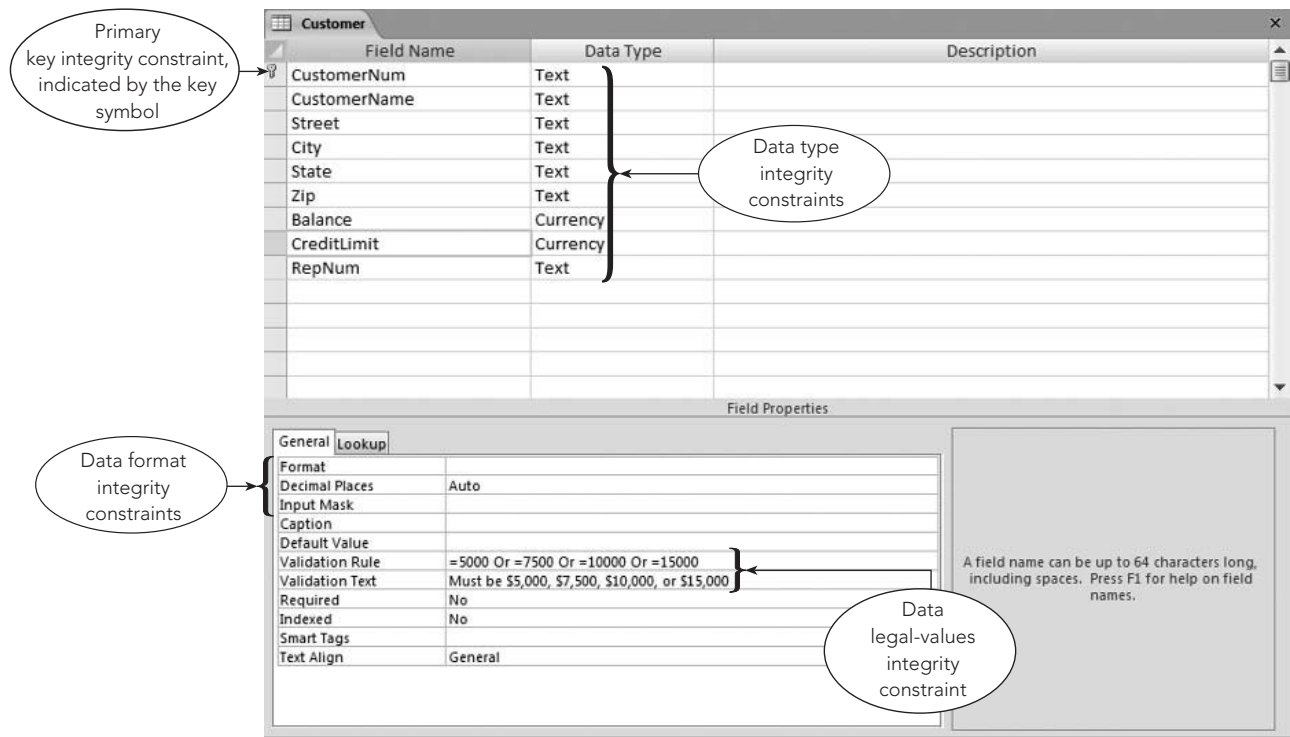 Primary
key integrity constraint,
indicated by the key
symbol
Customer
Field Name Data Type Description
CustomerNum Text
CustomerName Text
Street Text
City Text
State Text
Zip Text
Balance Currency
CreditLimit Currency
RepNum Text
Data type
integrity
constraints
Field Properties
General Lookup
Data format
integrity
constraints
Format
Decimal Places Auto
Input Mask
Caption
Default Value
Validation Rule =5000 Or =7500 Or =10000 Or =15000
Validation Text Must be $5,000, $7,500, $10,000, or $15,000
Required No
Indexed No
Smart Tags
Text Align General
Data
legal-values
integrity
constraint
A field name can be up to 64 characters long,
including spaces. Press F1 for help on field
names.